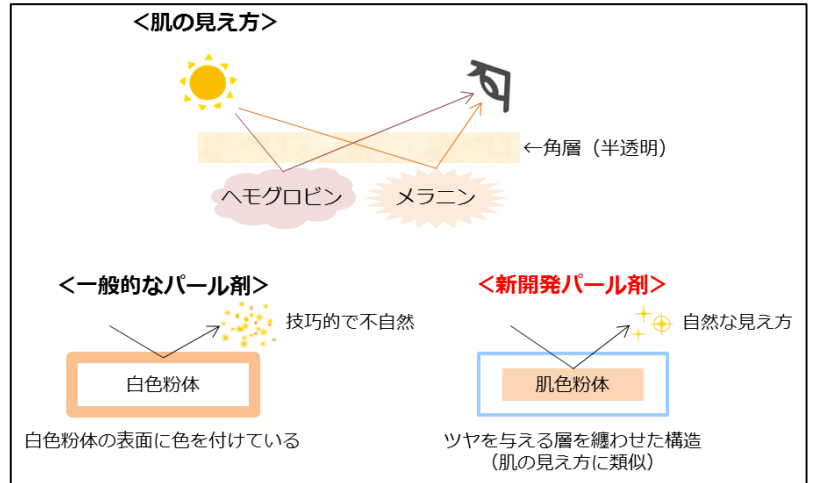 ＜肌の見え方＞
←角層（半透明）
ヘモグロビン
メラニン
＜一般的なパール剤＞
技巧的で不自然
白色粉体
白色粉体の表面に色を付けている
＜新開発パール剤＞
自然な見え方
肌色粉体
ツヤを与える層を纏わせた構造
（肌の見え方に類似）